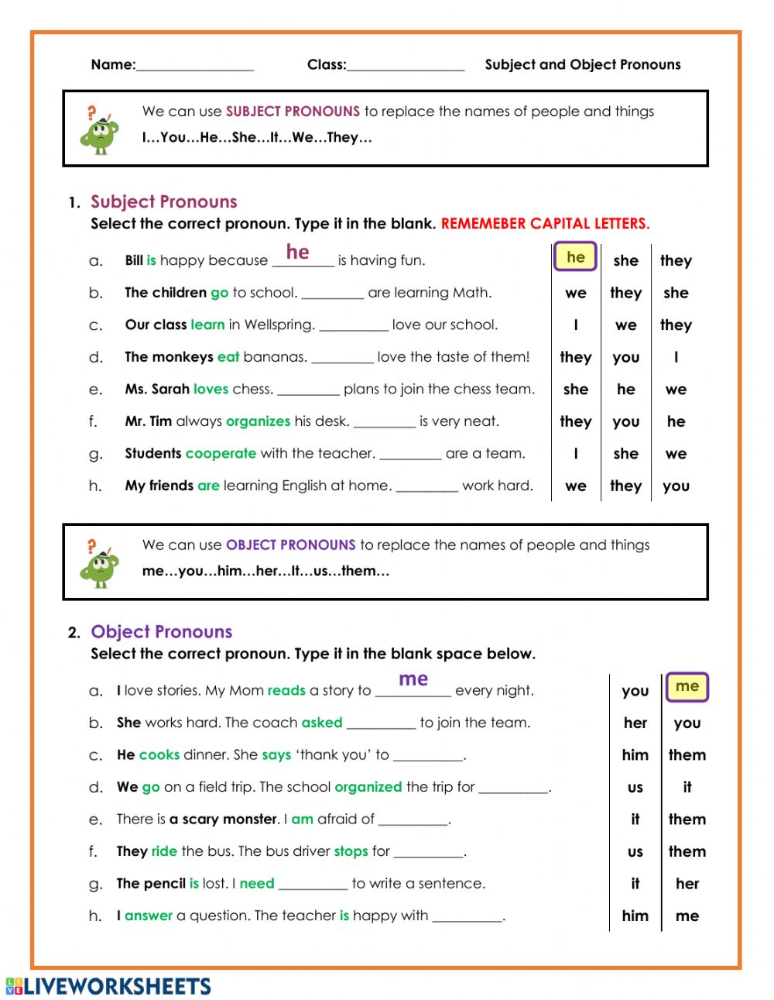 Name:________________ Class:________________ Subject and Object Pronouns
?
We can use SUBJECT PRONOUNS to replace the names of people and things
I...You...He...She...It...We...They...
1. Subject Pronouns
Select the correct pronoun. Type it in the blank. REMEMEBER CAPITAL LETTERS.
a. Bill is happy because ___he___ is having fun. he she they
b. The children go to school. ________ are learning Math. we they she
c. Our class learn in Wellspring. _________ love our school. I we they
d. The monkeys eat bananas. ________ love the taste of them! they you I
e. Ms. Sarah loves chess. ________ plans to join the chess team. she he we
f. Mr. Tim always organizes his desk. ________ is very neat. they you he
g. Students cooperate with the teacher. ________ are a team. I she we
h. My friends are learning English at home. ________ work hard. we they you
?
We can use OBJECT PRONOUNS to replace the names of people and things
me...you...him...her...It...us...them...
2. Object Pronouns
Select the correct pronoun. Type it in the blank space below.
a. I love stories. My Mom reads a story to ___me___ every night. you me
b. She works hard. The coach asked _________ to join the team. her you
c. He cooks dinner. She says ‘thank you’ to _________. him them
d. We go on a field trip. The school organized the trip for _________. us it
e. There is a scary monster. I am afraid of _________. it them
f. They ride the bus. The bus driver stops for _________. us them
g. The pencil is lost. I need _________ to write a sentence. it her
h. I answer a question. The teacher is happy with _________. him me
LIVE LIVEWORKSHEETS